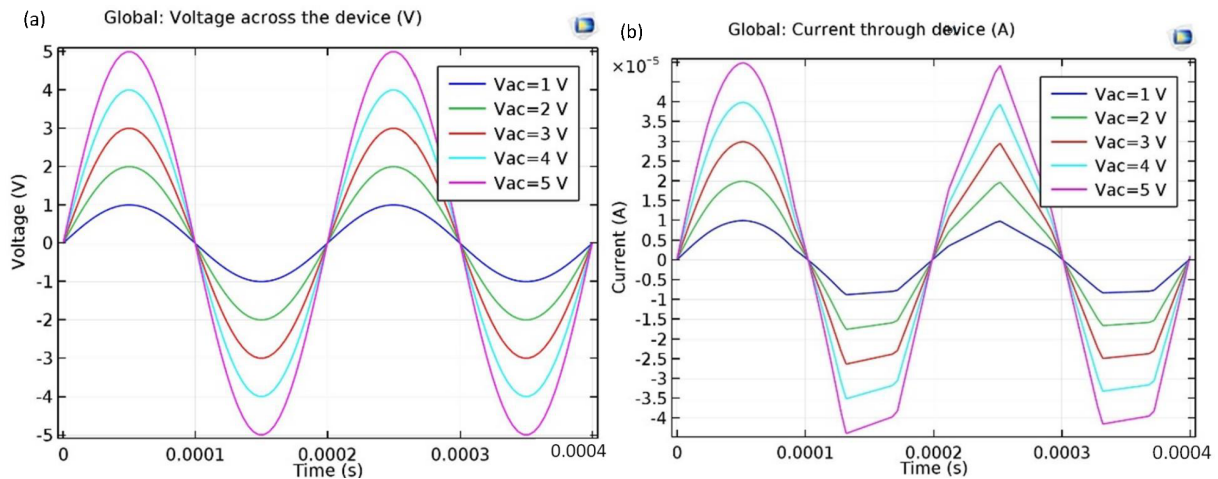 (a)
Global: Voltage across the device (V)
5
4
3
2
1
0
-1
-2
-3
-4
-5
Voltage (V)
Vac=1 V
Vac=2 V
Vac=3 V
Vac=4 V
Vac=5 V
0
0.0001
0.0002
0.0003
0.0004
Time (s)
(b)
Global: Current through device (A)
×10⁻⁵
4
3.5
3
2.5
2
1.5
1
0.5
0
-0.5
-1
-15
-2
-2.5
-3
-3.5
-4
Current (A)
Vac=1 V
Vac=2 V
Vac=3 V
Vac=4 V
Vac=5 V
0
0.0001
0.0002
0.0003
0.0004
Time (s)